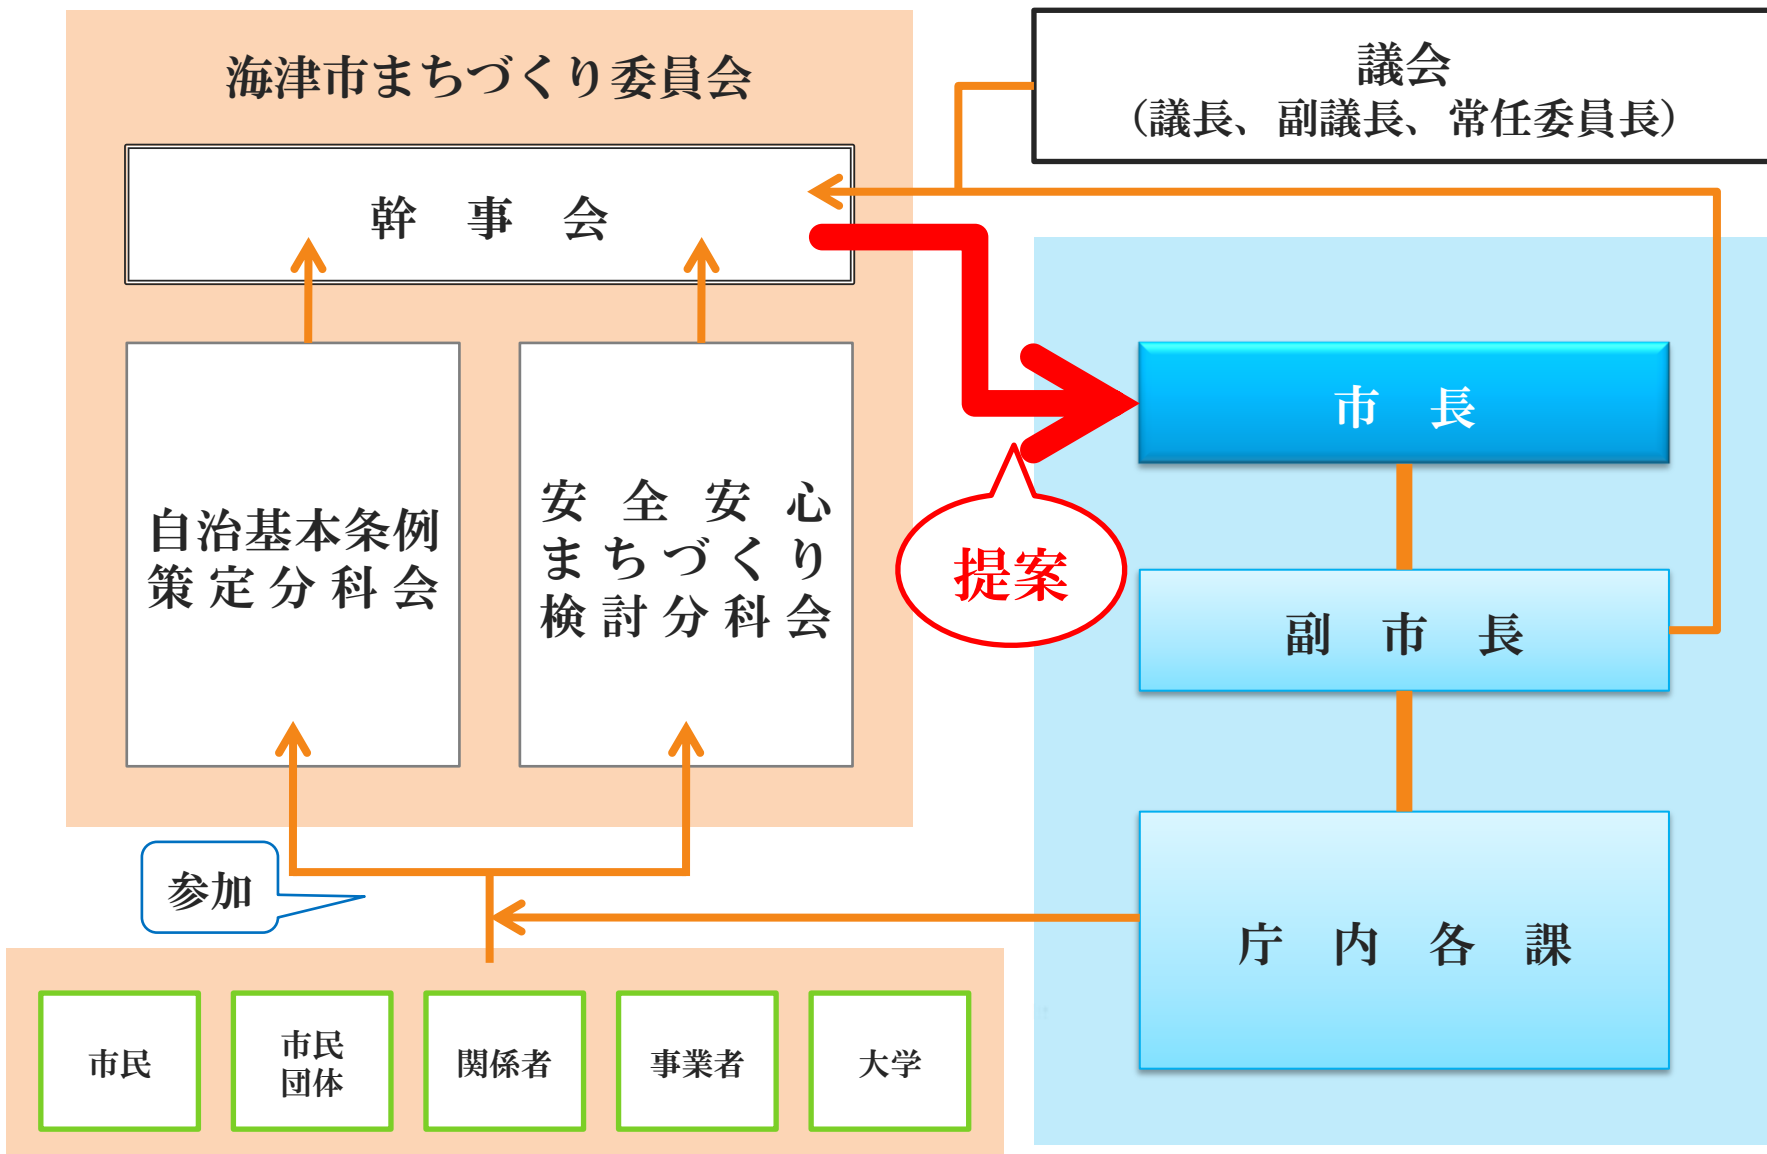 海津市まちづくり委員会
議会
（議長、副議長、常任委員長）
幹事会
市長
自治基本条例
策定分科会
安全安心
まちづくり
検討分科会
提案
副市長
参加
庁内各課
市民
市民
団体
関係者
事業者
大学